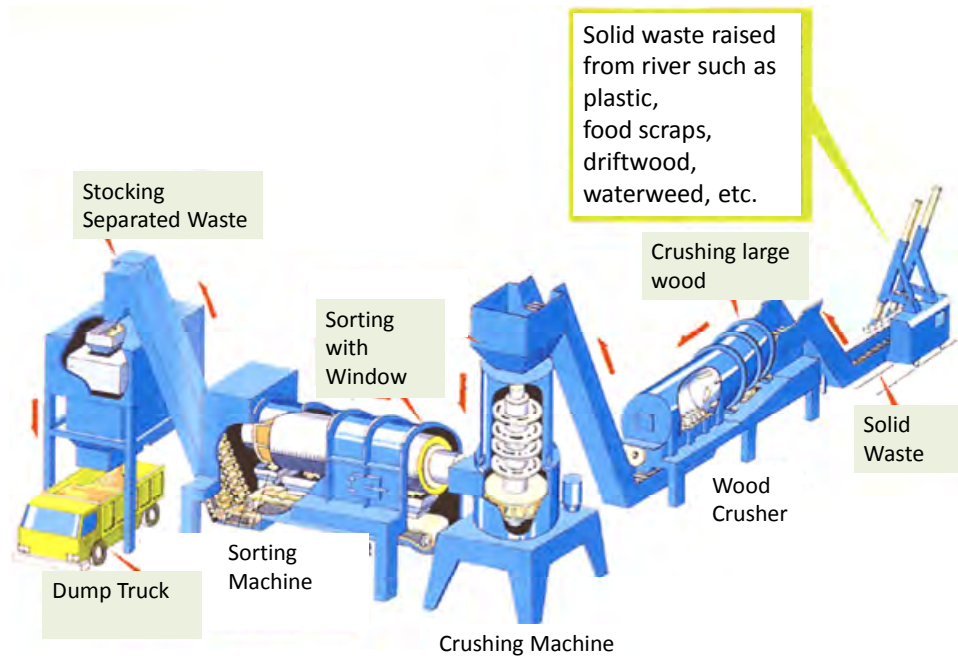 Solid waste raised
from river such as
plastic,
food scraps,
driftwood,
waterweed, etc.
Stocking
Separated Waste
Crushing large
wood
Sorting
with
Window
Solid
Waste
Wood
Crusher
Sorting
Machine
Dump Truck
Crushing Machine